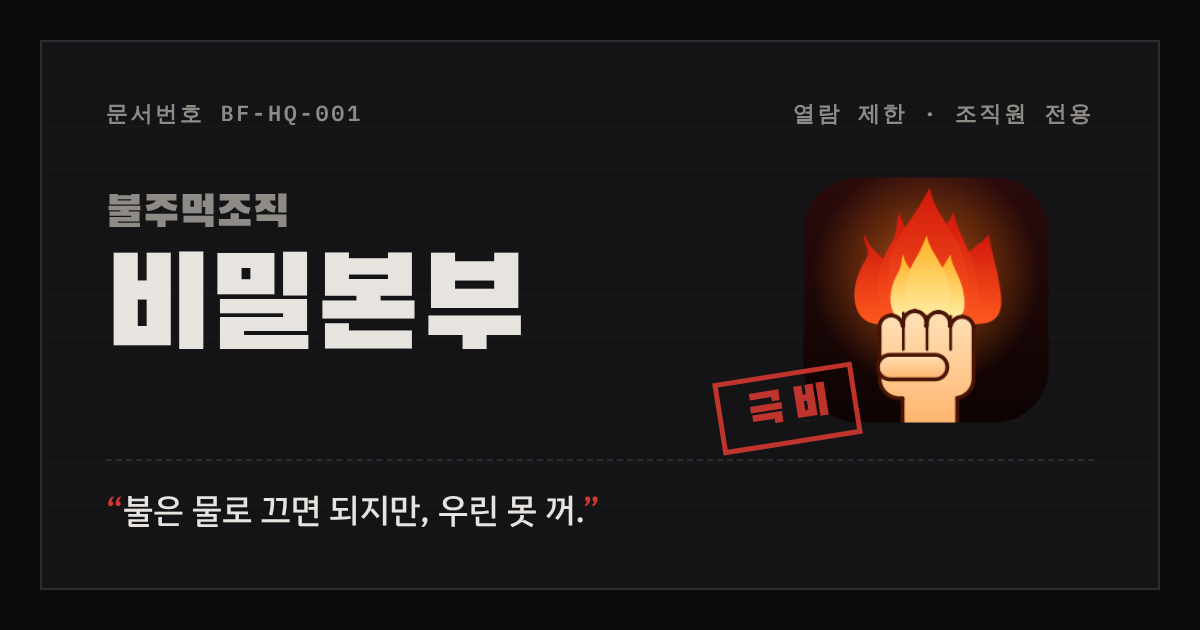 문서번호 BF-HQ-001
열람 제한 · 조직원 전용
불주먹조직
비밀본부
극비
“불은 물로 끄면 되지만, 우린 못 꺼.”